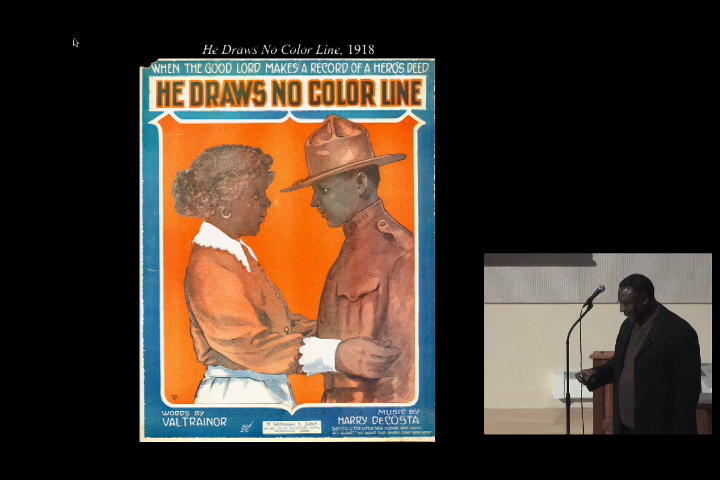 He Draws No Color Line, 1918
WHEN THE GOOD LORD MAKES A RECORD OF A HERO'S DEED
HE DRAWS NO COLOR LINE
WORDS BY
VAL TRAINOR
MUSIC BY
HARRY DECOSTA